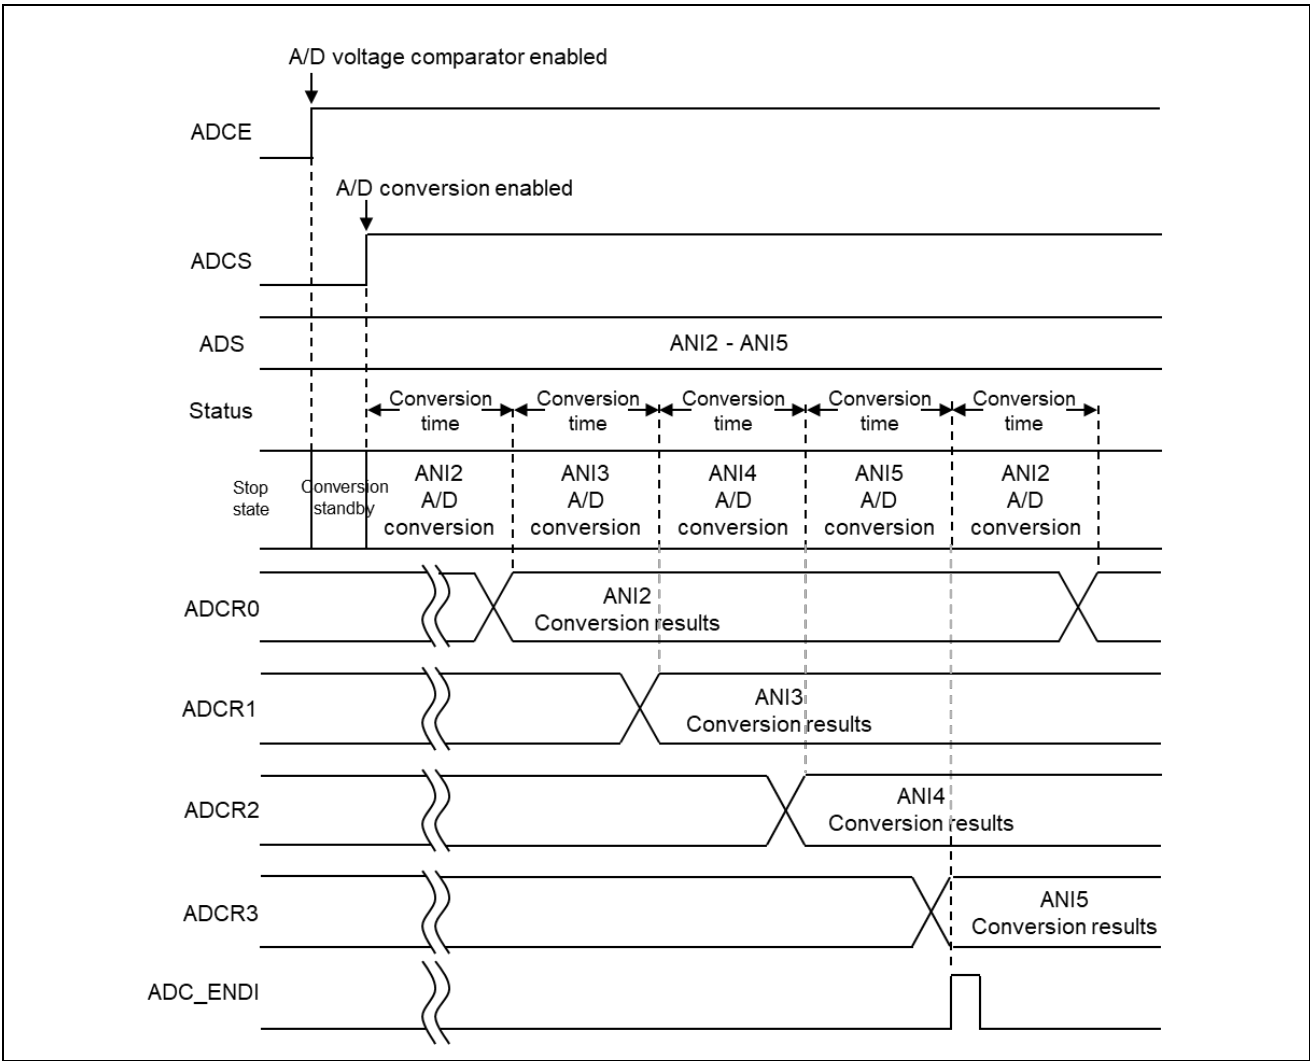 A/D voltage comparator enabled
ADCE
A/D conversion enabled
ADCS
ADS
ANI2 - ANI5
Status
Conversion
time
Conversion
time
Conversion
time
Conversion
time
Conversion
time
Stop
state
Conversion
standby
ANI2
A/D
conversion
ANI3
A/D
conversion
ANI4
A/D
conversion
ANI5
A/D
conversion
ANI2
A/D
conversion
ADCR0
ANI2
Conversion results
ADCR1
ANI3
Conversion results
ADCR2
ANI4
Conversion results
ADCR3
ANI5
Conversion results
ADC_ENDI